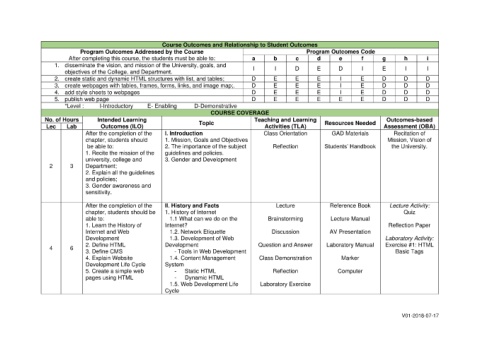 Course Outcomes and Relationship to Student Outcomes
Program Outcomes Addressed by the Course
Program Outcomes Code
After completing this course, the students must be able to:
a b c d e f g h i
1. disseminate the vision, and mission of the University, goals, and objectives of the College, and Department.
I I D E D I E I I
2. create static and dynamic HTML structures with list, and tables;
D E E E I E D D D
3. create webpages with tables, frames, forms, links, and image map;
D E E E I E D D D
4. add style sheets to webpages
D E E E I E D D D
5. publish web page
D E E E E E D D D
*Level I-Introductory E- Enabling D-Demonstrative
COURSE COVERAGE
No. of Hours
Lec Lab
Intended Learning Outcomes (ILO)
Topic
Teaching and Learning Activities (TLA)
Resources Needed
Outcomes-based Assessment (OBA)
2 3
After the completion of the
chapter, students should
be able to:
1. Recite the mission of the
university, college and
Department;
2. Explain all the guidelines
and policies;
3. Gender awareness and
sensitivity.
I. Introduction
1. Mission, Goals and Objectives
2. The importance of the subject
guidelines and policies
3. Gender and Development
Class Orientation
Reflection
GAD Materials
Students' Handbook
Recitation of
Mission, Vision of
the University.
4 6
After the completion of the
chapter, students should be
able to:
1. Learn the History of
Internet and Web
Development
2. Define HTML
3. Define CMS
4. Explain Website
Development Life Cycle
5. Create a simple web
pages using HTML
II. History and Facts
1. History of Internet
1.1 What can we do on the
Internet?
1.2. Network Etiquette
1.3. Development of Web
Development
- Tools in Web Development
1.4. Content Management
System
- Static HTML
- Dynamic HTML
1.5. Web Development Life
Cycle
Lecture
Brainstorming
Discussion
Question and Answer
Class Demonstration
Reflection
Laboratory Exercise
Reference Book
Lecture Manual
AV Presentation
Laboratory Manual
Marker
Computer
Lecture Activity:
Quiz
Reflection Paper
Laboratory Activity:
Exercise #1: HTML
Basic Tags
V01-2018-07-17